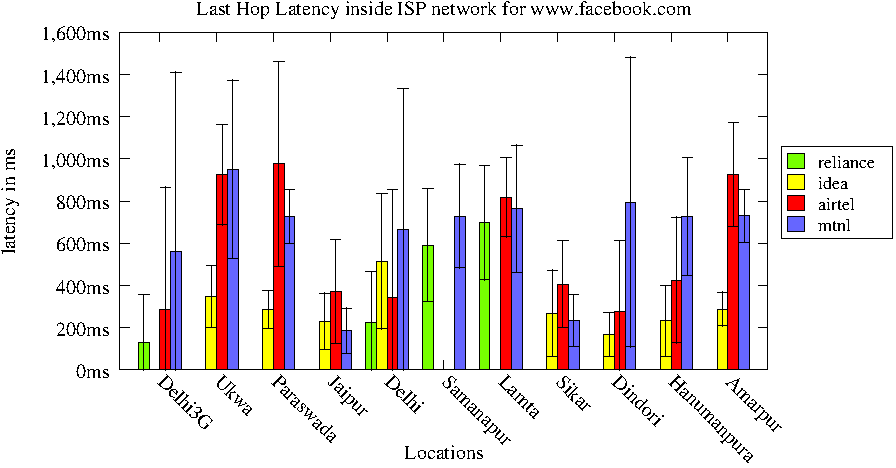 Last Hop Latency inside ISP network for www.facebook.com
1,600ms
1,400ms
1,200ms
1,000ms
800ms
600ms
400ms
200ms
0ms
latency in ms
reliance
idea
airtel
mtnl
Delhi3G
Ukwa
Paraswada
Jaipur
Delhi
Samanapur
Lamta
Sikar
Dindori
Hanumanpura
Amarpur
Locations